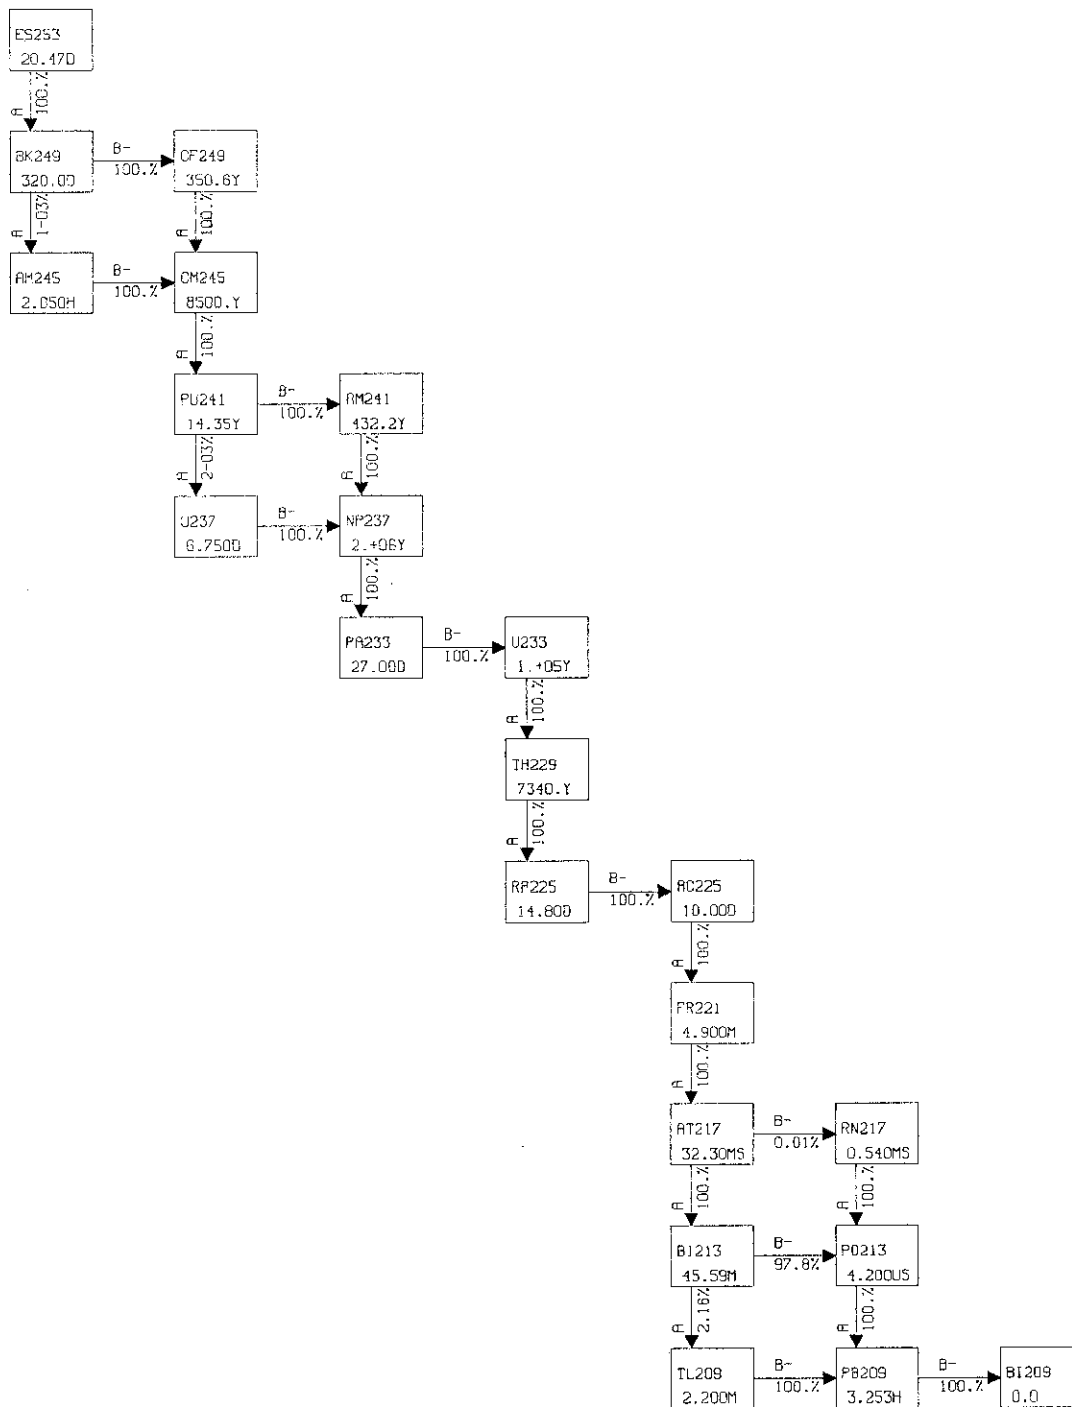 ES253
20.47D
A
100.%
BK249
320.0D
B-
100.%
CF249
350.6Y
A
1-03%
A
100.%
AM245
2.050H
B-
100.%
CM245
8500.Y
A
100.%
PU241
14.35Y
B-
100.%
AM241
432.2Y
A
2-03%
A
100.%
U237
6.750D
B-
100.%
NP237
2.+06Y
A
100.%
PA233
27.00D
B-
100.%
U233
1.+05Y
A
100.%
TH229
7340.Y
A
100.%
RA225
14.80D
B-
100.%
AC225
10.00D
A
100.%
FR221
4.900M
A
100.%
AT217
32.30MS
B-
0.01%
RN217
0.540MS
A
100.%
A
100.%
BI213
45.59M
B-
97.8%
PO213
4.200US
A
2.16%
A
100.%
TL209
2.200M
B-
100.%
PB209
3.253H
B-
100.%
BI209
0.0